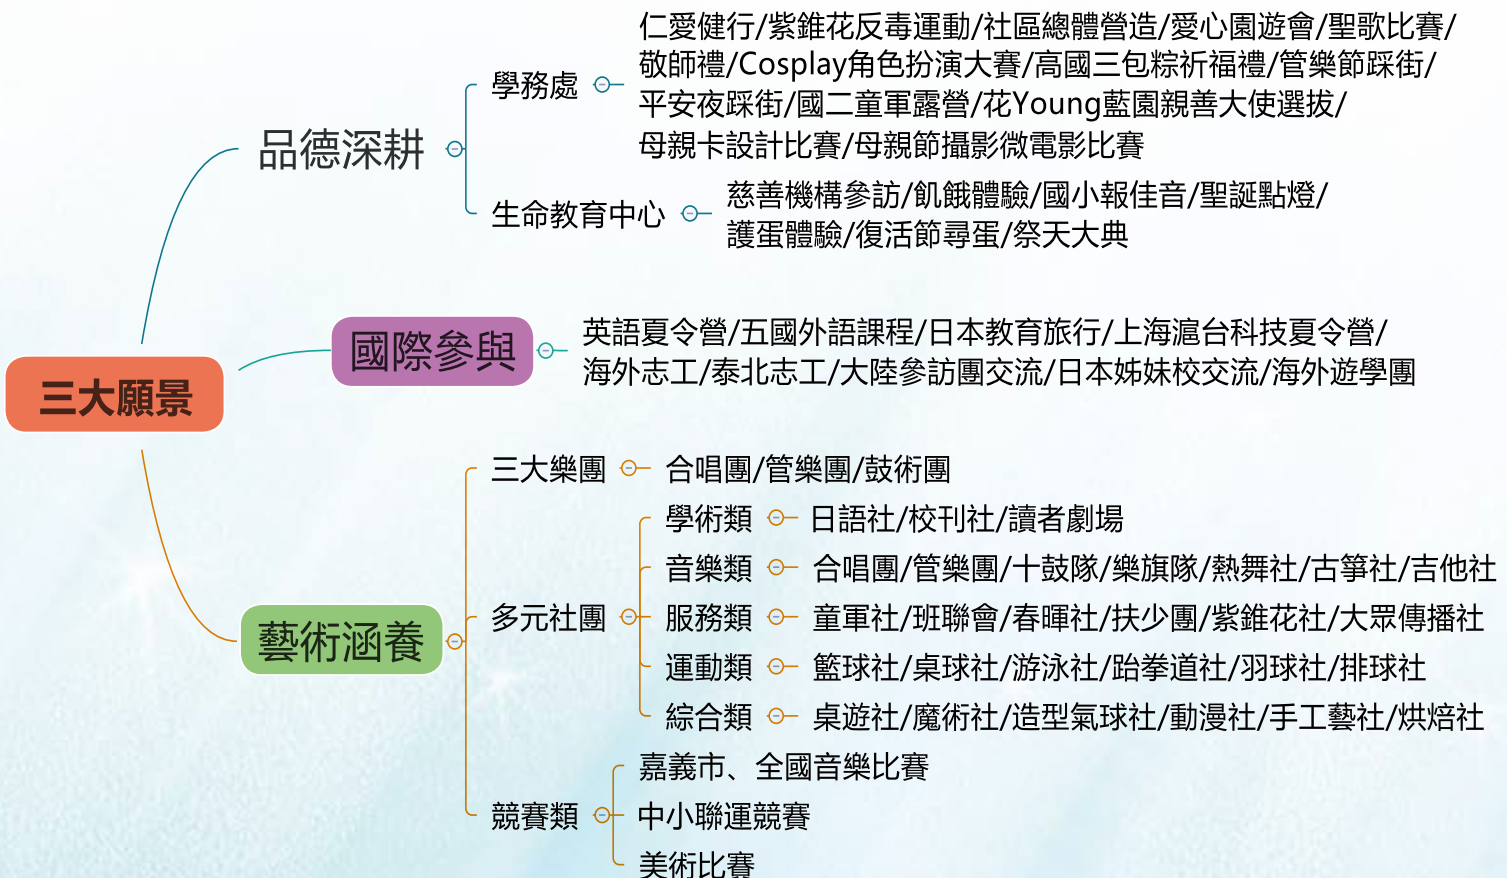 三大願景
品德深耕
學務處
仁愛健行/紫錐花反毒運動/社區總體營造/愛心園遊會/聖歌比賽/
敬師禮/Cosplay角色扮演大賽/高國三包粽祈福禮/管樂節踩街/
平安夜踩街/國二童軍露營/花Young藍園親善大使選拔/
母親卡設計比賽/母親節攝影微電影比賽
生命教育中心
慈善機構參訪/飢餓體驗/國小報佳音/聖誕點燈/
護蛋體驗/復活節尋蛋/祭天大典
國際參與
英語夏令營/五國外語課程/日本教育旅行/上海滬台科技夏令營/
海外志工/泰北志工/大陸參訪團交流/日本姊妹校交流/海外遊學團
藝術涵養
三大樂團
合唱團/管樂團/鼓術團
多元社團
學術類
日語社/校刊社/讀者劇場
音樂類
合唱團/管樂團/十鼓隊/樂旗隊/熱舞社/古箏社/吉他社
服務類
童軍社/班聯會/春暉社/扶少團/紫錐花社/大眾傳播社
運動類
籃球社/桌球社/游泳社/跆拳道社/羽球社/排球社
綜合類
桌遊社/魔術社/造型氣球社/動漫社/手工藝社/烘焙社
競賽類
嘉義市、全國音樂比賽
中小聯運競賽
美術比賽